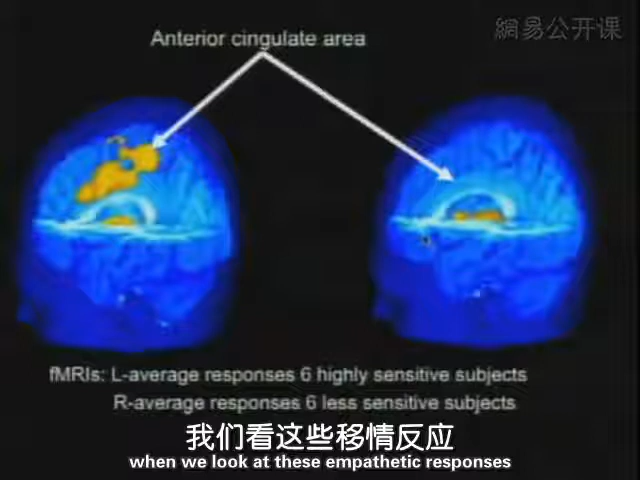 網易公开课
Anterior cingulate area
fMRIs: L-average responses 6 highly sensitive subjects
R-average responses 6 less sensitive subjects
我们看这些移情反应
when we look at these empathetic responses